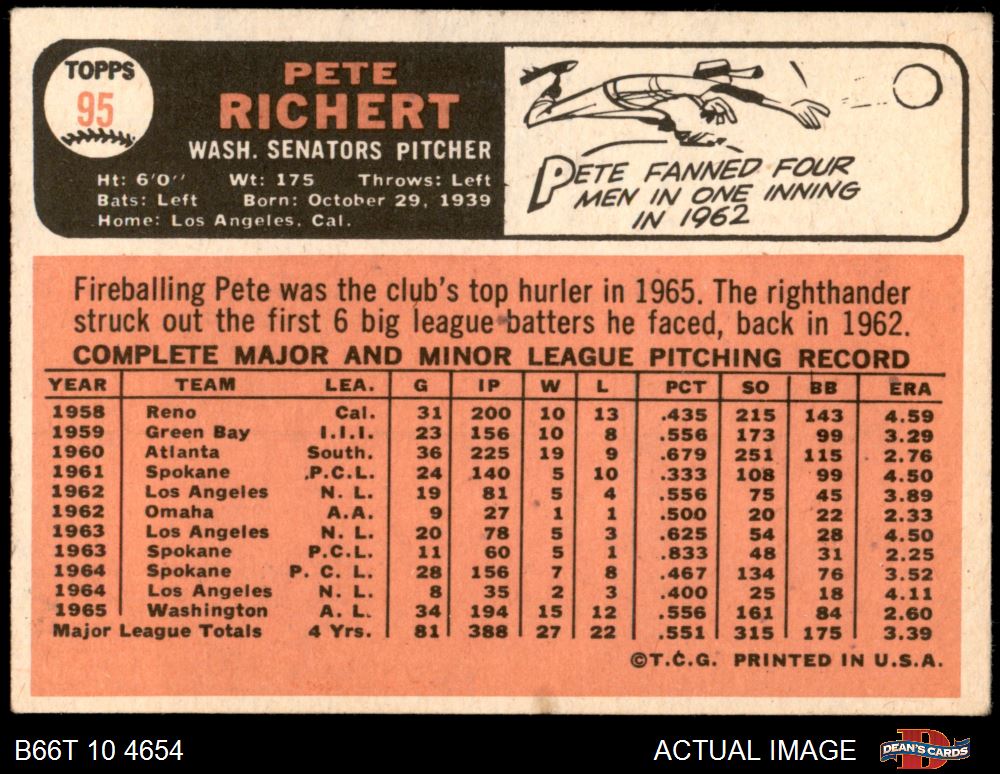 TOPPS
95
PETE
RICHERT
WASH. SENATORS PITCHER
Ht: 6'0" Wt: 175 Throws: Left
Bats: Left Born: October 29, 1939
Home: Los Angeles, Cal.
PETE FANNED FOUR
MEN IN ONE INNING
IN 1962
Fireballing Pete was the club's top hurler in 1965. The righthander
struck out the first 6 big league batters he faced, back in 1962.
COMPLETE MAJOR AND MINOR LEAGUE PITCHING RECORD
YEAR TEAM LEA. G IP W L PCT SO BB ERA
1958 Reno Cal. 31 200 10 13 .435 215 143 4.59
1959 Green Bay I.I.I. 23 156 10 8 .556 173 99 3.29
1960 Atlanta South. 36 225 19 9 .679 251 115 2.76
1961 Spokane P.C.L. 24 140 5 10 .333 108 99 4.50
1962 Los Angeles N. L. 19 81 5 4 .556 75 45 3.89
1962 Omaha A.A. 9 27 1 1 .500 20 22 2.33
1963 Los Angeles N. L. 20 78 5 3 .625 54 28 4.50
1963 Spokane P.C.L. 11 60 5 1 .833 48 31 2.25
1964 Spokane P. C. L. 28 156 7 8 .467 134 76 3.52
1964 Los Angeles N. L. 8 35 2 3 .400 25 18 4.11
1965 Washington A. L. 34 194 15 12 .556 161 84 2.60
Major League Totals 4 Yrs. 81 388 27 22 .551 315 175 3.39
©T.C.G. PRINTED IN U.S.A.
B66T 10 4654
ACTUAL IMAGE
DEAN'S CARDS